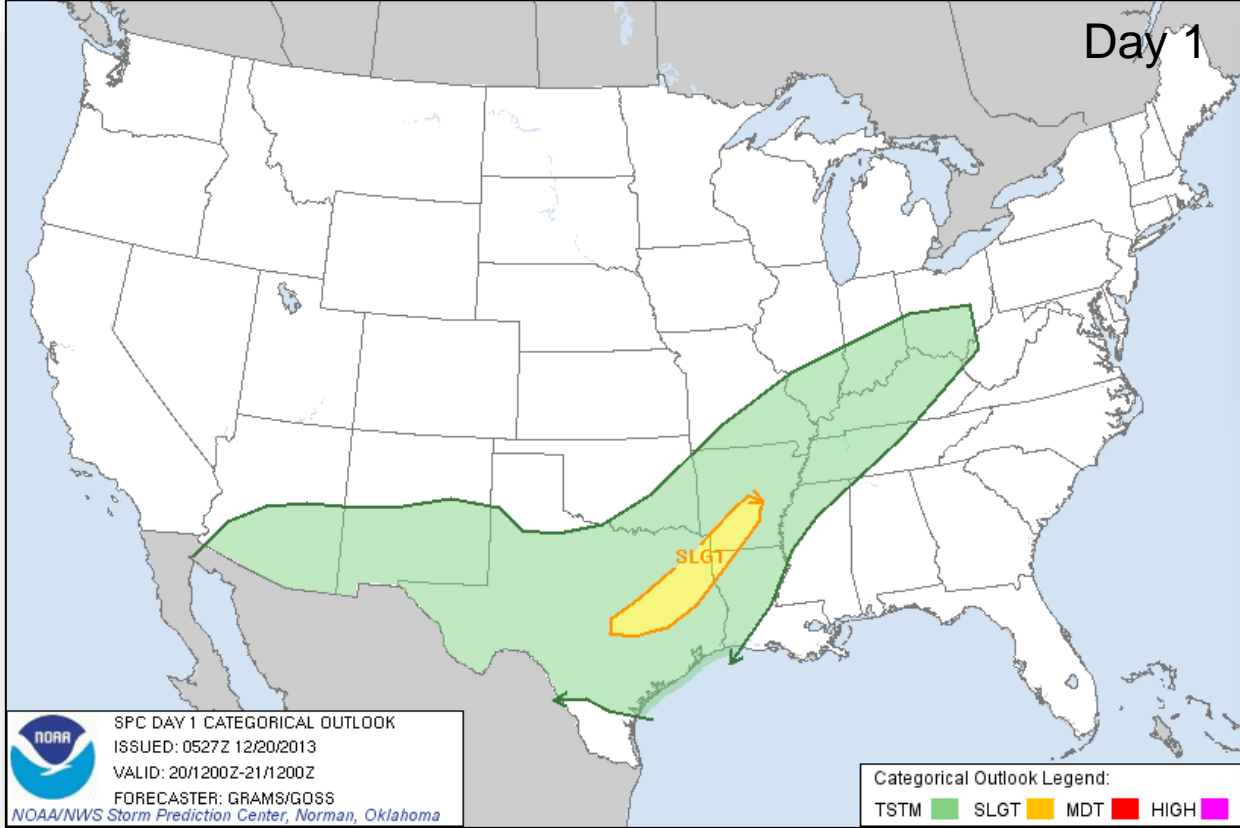 Day 1
SLGT
NOAA
SPC DAY 1 CATEGORICAL OUTLOOK
ISSUED: 0527Z 12/20/2013
VALID: 20/1200Z-21/1200Z
FORECASTER: GRAMS/GOSS
NOAA/NWS Storm Prediction Center, Norman, Oklahoma
Categorical Outlook Legend:
TSTM SLGT MDT HIGH